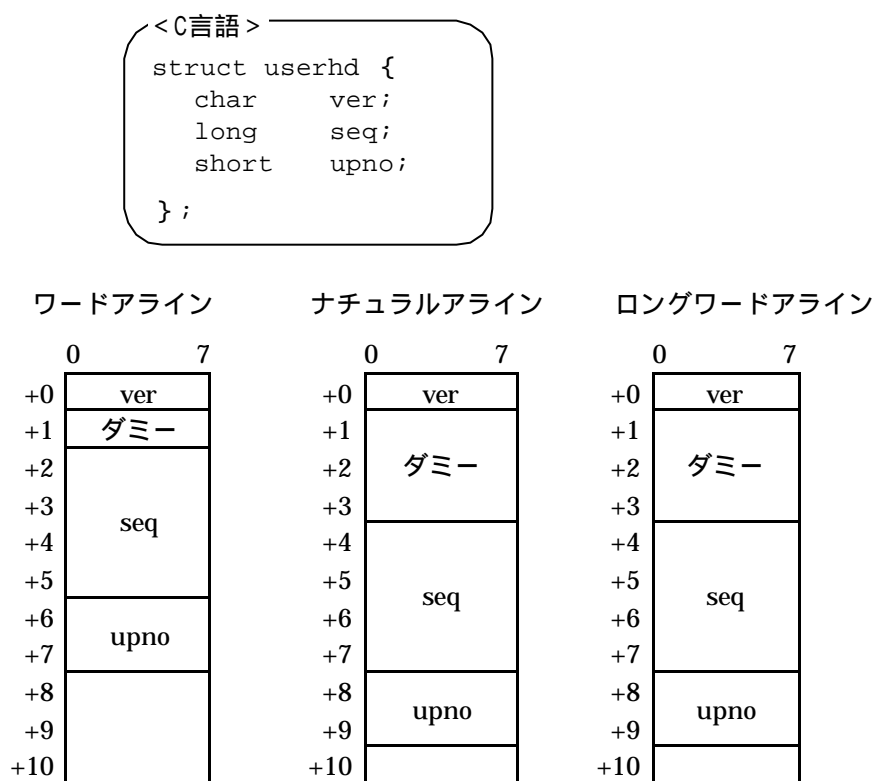 <C言語>
struct userhd {
char ver;
long seq;
short upno;
};
ワードアライン ナチュラルアライン ロングワードアライン
0 7 0 7 0 7
+0 ver +0 ver +0 ver
+1 ダミー +1 +1
+2 +2 ダミー +2 ダミー
+3 +3 +3
seq
+4 +4 +4
+5 +5 +5
seq seq
+6 +6 +6
upno
+7 +7 +7
+8 +8 +8
upno upno
+9 +9 +9
+10 +10 +10